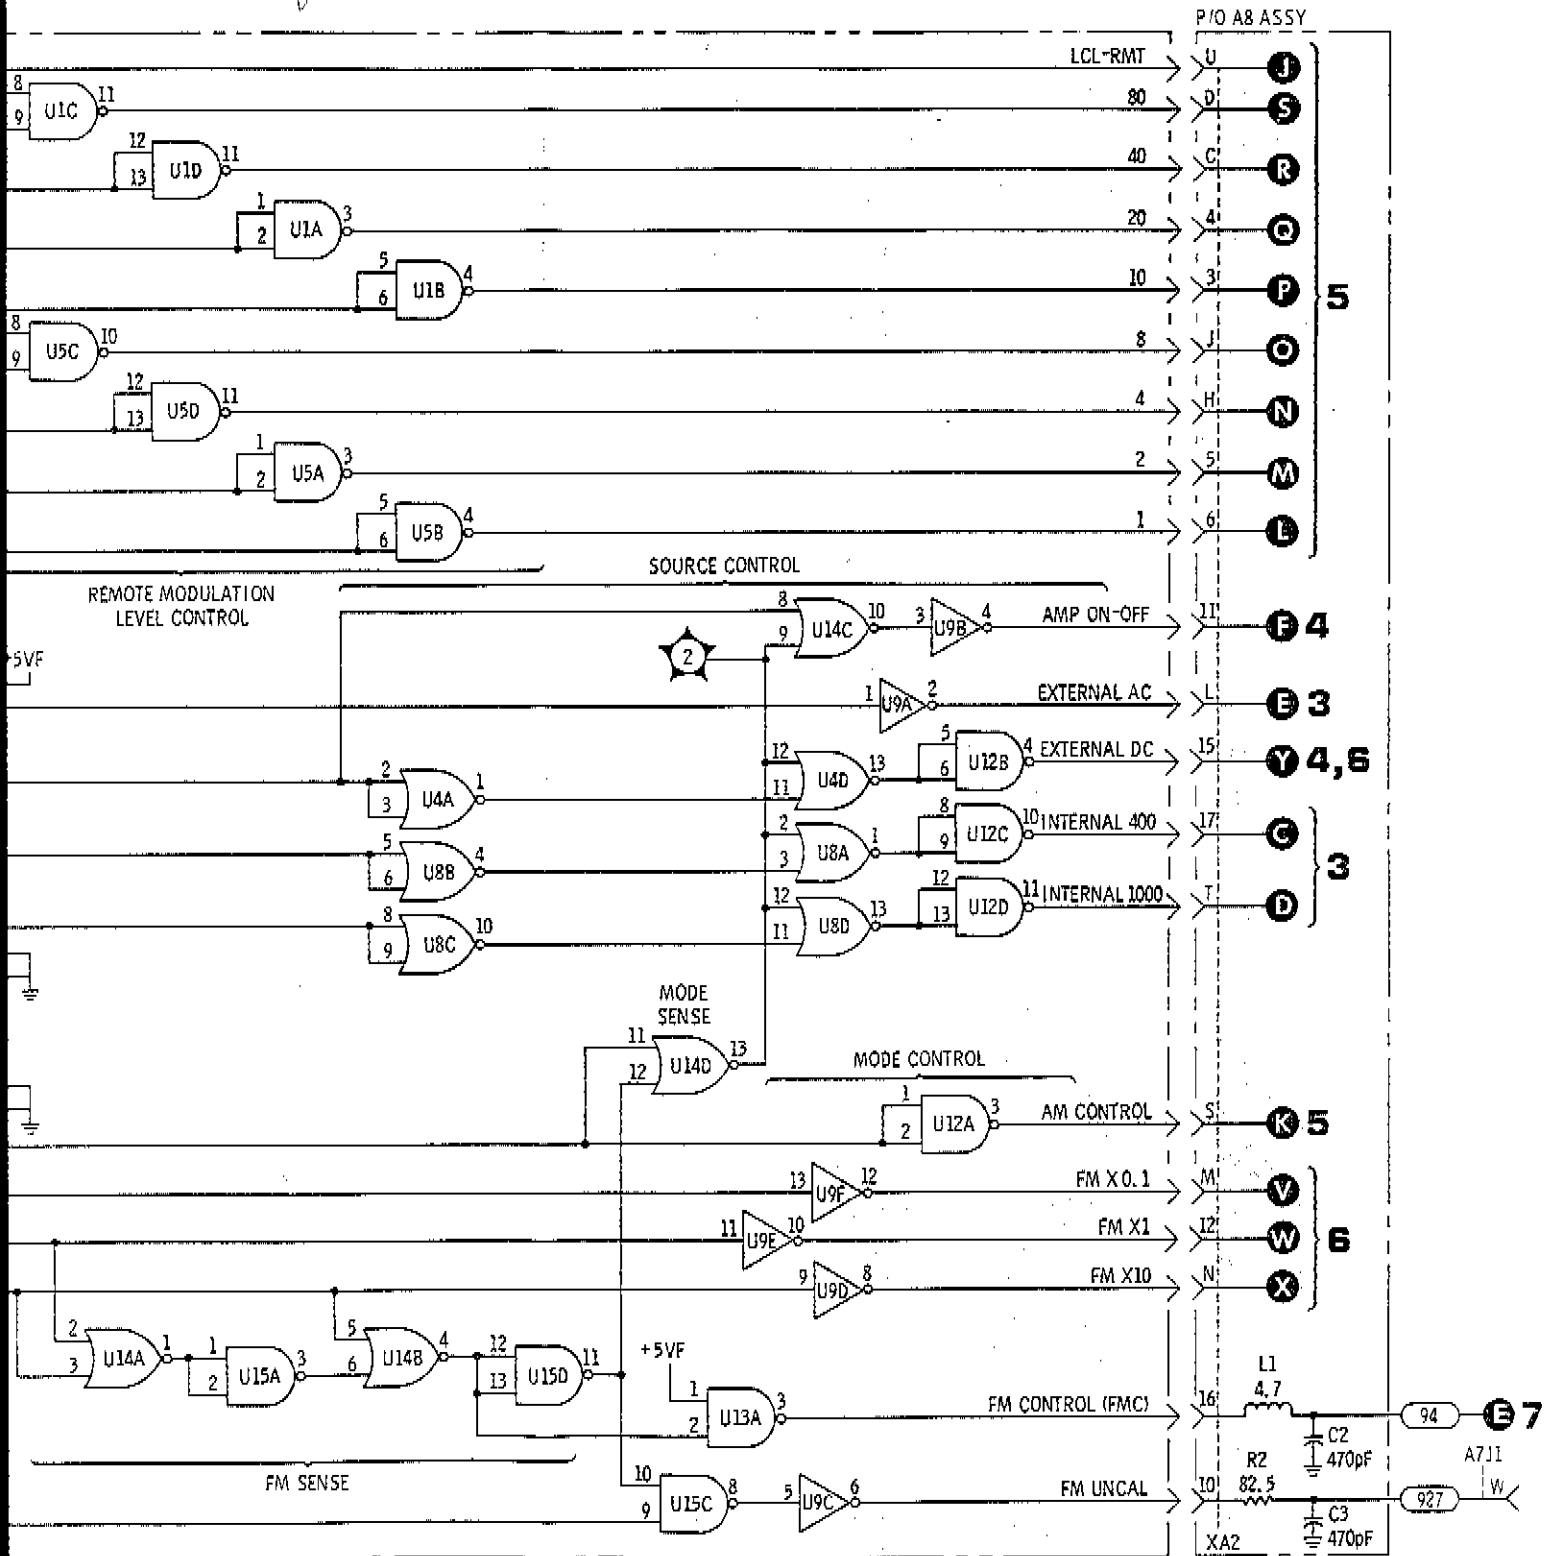 P/O A8 ASSY
LCL-RMT U J
8 9 U1C 11 80 D S
12 13 U1D 11 40 C R
1 2 U1A 3 20 4 Q
5 6 U1B 4 10 3 P
5
8 9 U5C 10 8 J O
12 13 U5D 11 4 H N
1 2 U5A 3 2 5 M
5 6 U5B 4 1 6 L
REMOTE MODULATION
LEVEL CONTROL
SOURCE CONTROL
8 9 U14C 10 3 U9B 4 AMP ON-OFF 11 F 4
2
+5VF
1 U9A 2 EXTERNAL AC L E 3
2 3 U4A 1 12 11 U4D 13 5 6 U12B 4 EXTERNAL DC 15 Y 4,6
5 6 U8B 4 2 3 U8A 1 8 9 U12C 10 INTERNAL 400 17 C
3
8 9 U8C 10 12 11 U8D 13 12 13 U12D 11 INTERNAL 1000 T D
MODE
SENSE
11 12 U14D 13
MODE CONTROL
1 2 U12A 3 AM CONTROL S K 5
13 U9F 12 FM X0.1 M V
11 U9E 10 FM X1 12 W
6
9 U9D 8 FM X10 N X
2 3 U14A 1 1 2 U15A 3 5 6 U14B 4 12 13 U15D 11
+5VF
1 2 U13A 3 FM CONTROL (FMC) 16
L1
4.7
94 E 7
C2
470pF
FM SENSE
10 9 U15C 8 5 U9C 6 FM UNCAL 10
R2
82.5
927
A7J1
W
C3
470pF
XA2